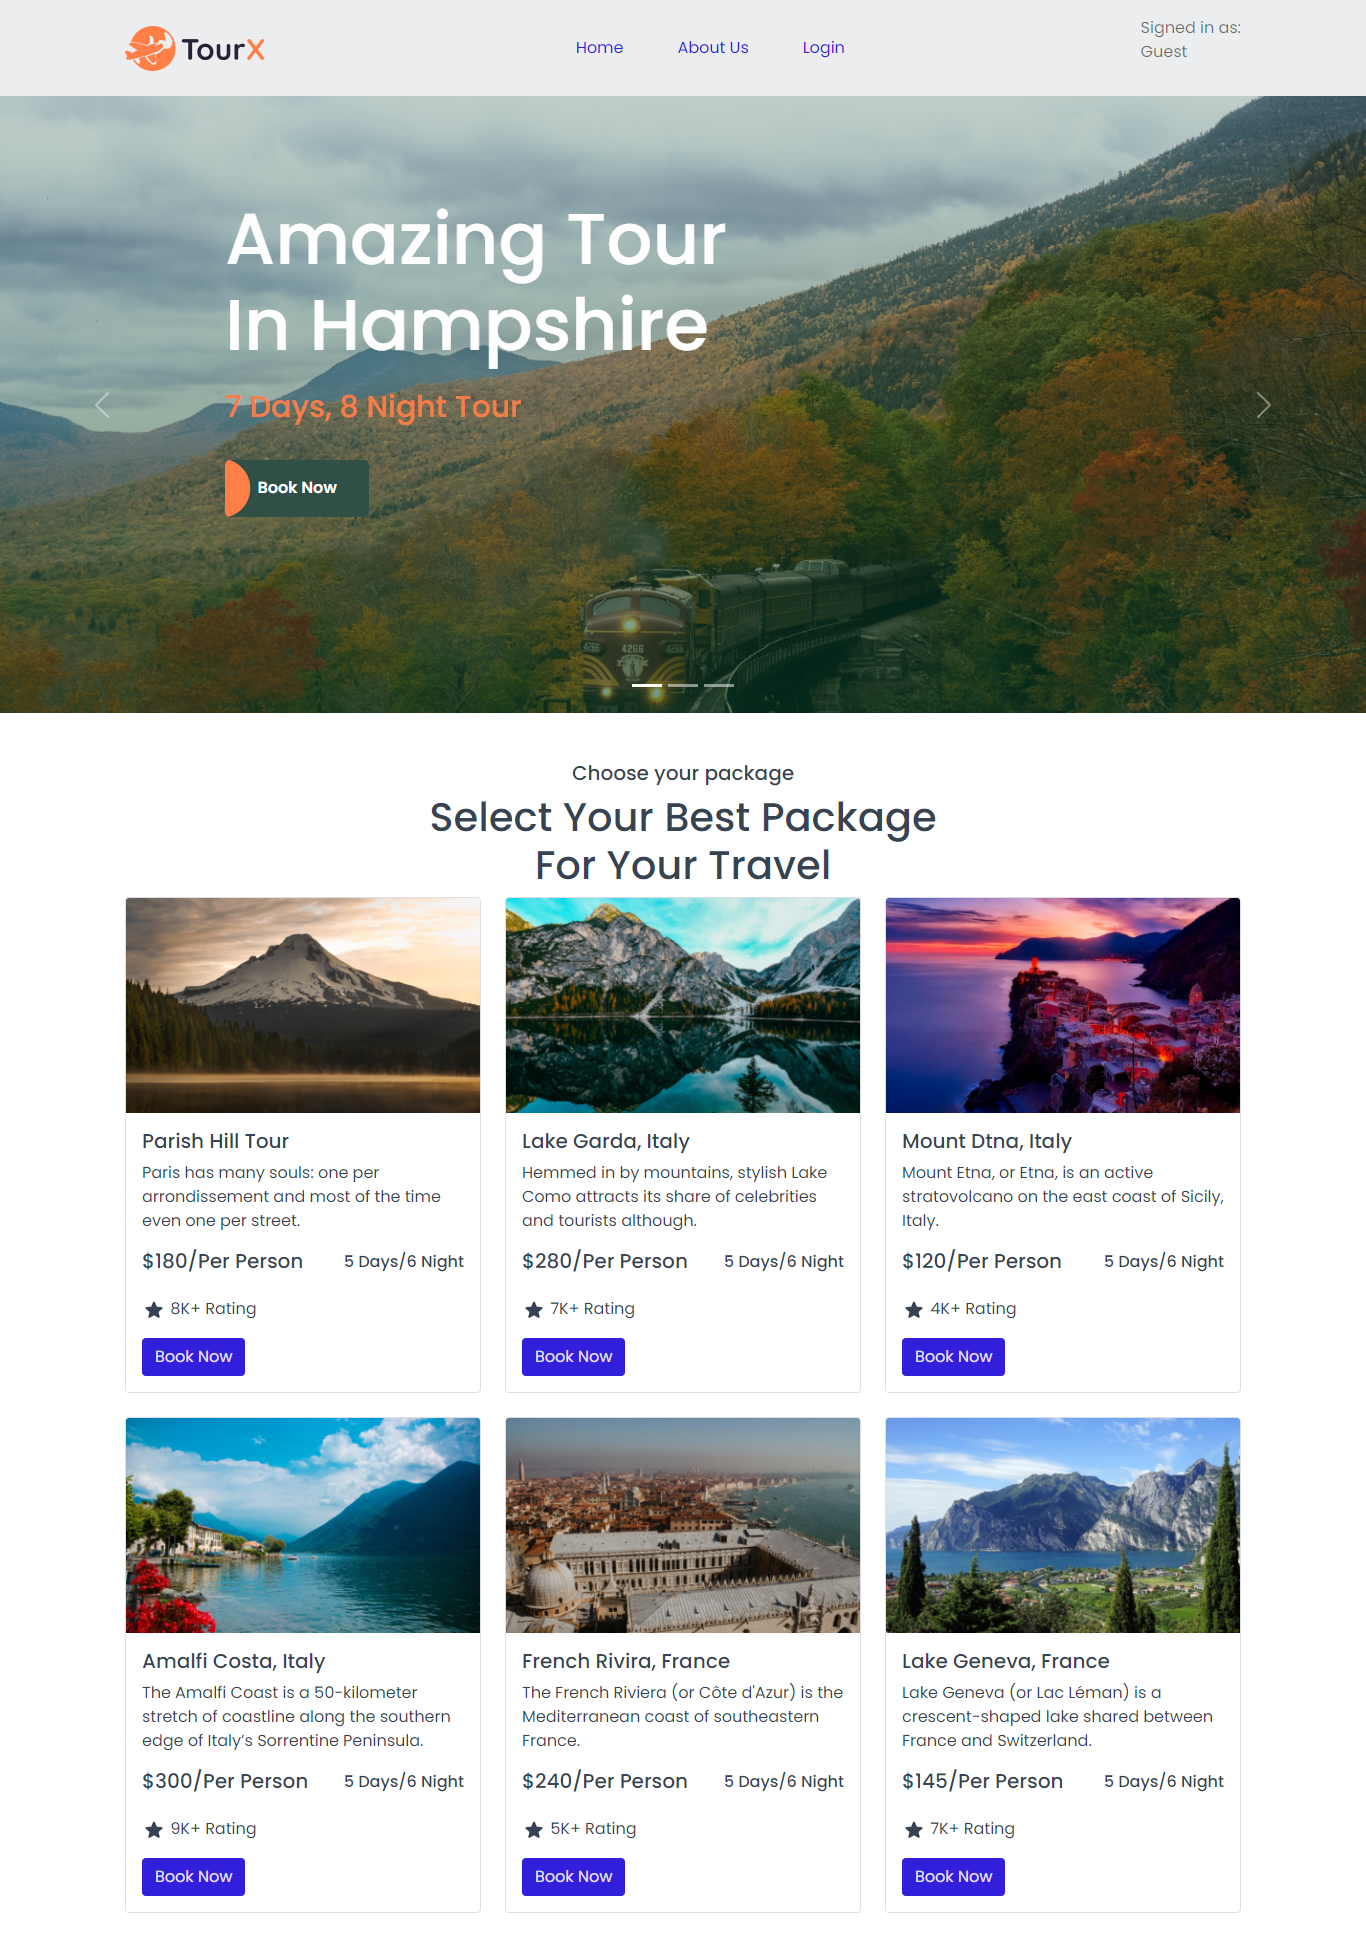 TourX
Home About Us Login
Signed in as:
Guest
Amazing Tour
In Hampshire
7 Days, 8 Night Tour
Book Now
4266 4266 4266
Choose your package
Select Your Best Package
For Your Travel
Parish Hill Tour
Paris has many souls: one per
arrondissement and most of the time
even one per street.
$180/Per Person 5 Days/6 Night
8K+ Rating
Book Now
Lake Garda, Italy
Hemmed in by mountains, stylish Lake
Como attracts its share of celebrities
and tourists although.
$280/Per Person 5 Days/6 Night
7K+ Rating
Book Now
Mount Dtna, Italy
Mount Etna, or Etna, is an active
stratovolcano on the east coast of Sicily,
Italy.
$120/Per Person 5 Days/6 Night
4K+ Rating
Book Now
Amalfi Costa, Italy
The Amalfi Coast is a 50-kilometer
stretch of coastline along the southern
edge of Italy’s Sorrentine Peninsula.
$300/Per Person 5 Days/6 Night
9K+ Rating
Book Now
French Rivira, France
The French Riviera (or Côte d'Azur) is the
Mediterranean coast of southeastern
France.
$240/Per Person 5 Days/6 Night
5K+ Rating
Book Now
Lake Geneva, France
Lake Geneva (or Lac Léman) is a
crescent-shaped lake shared between
France and Switzerland.
$145/Per Person 5 Days/6 Night
7K+ Rating
Book Now